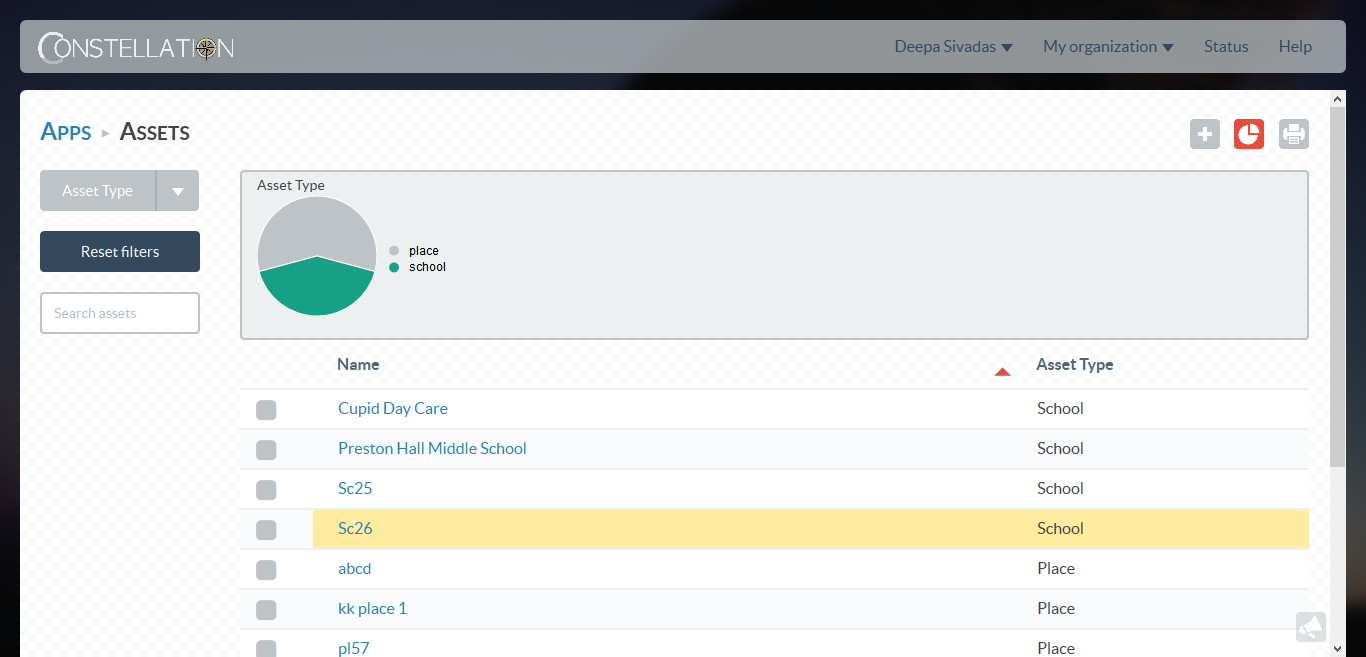 CONSTELLATION
Deepa Sivadas My organization Status Help
APPS ASSETS
Asset Type
Reset filters
Search assets
Asset Type
place
school
Name Asset Type
Cupid Day Care School
Preston Hall Middle School School
Sc25 School
Sc26 School
abcd Place
kk place 1 Place
pl57 Place